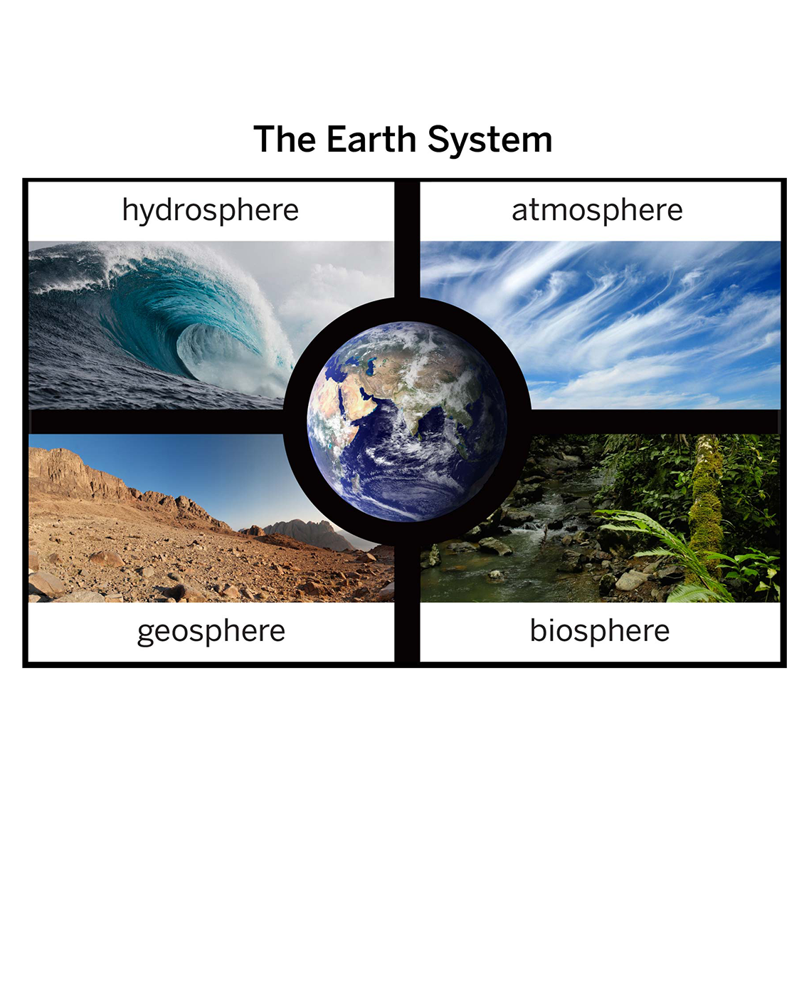 The Earth System
hydrosphere
atmosphere
geosphere
biosphere